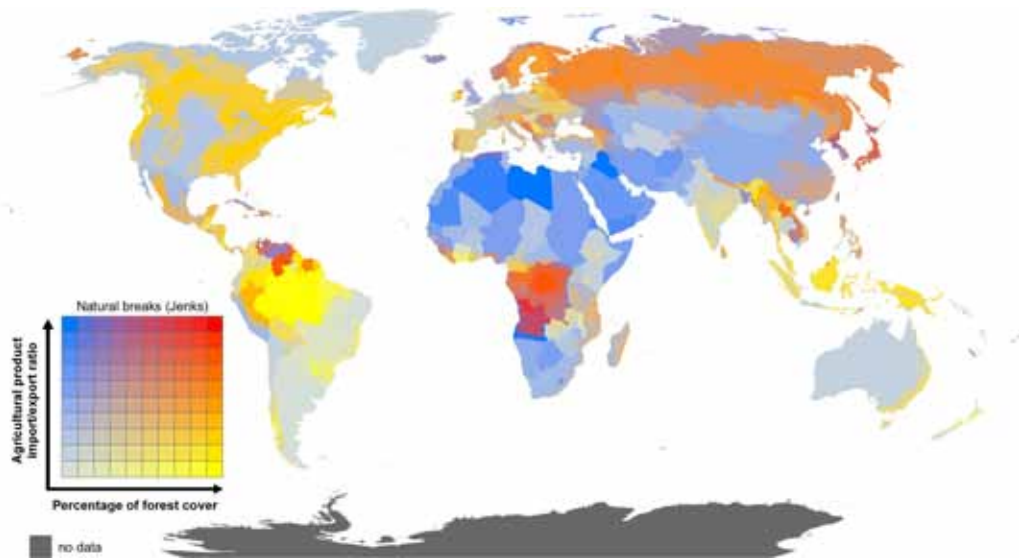 Natural breaks (Jenks)
Agricultural product
import/export ratio
Percentage of forest cover
no data